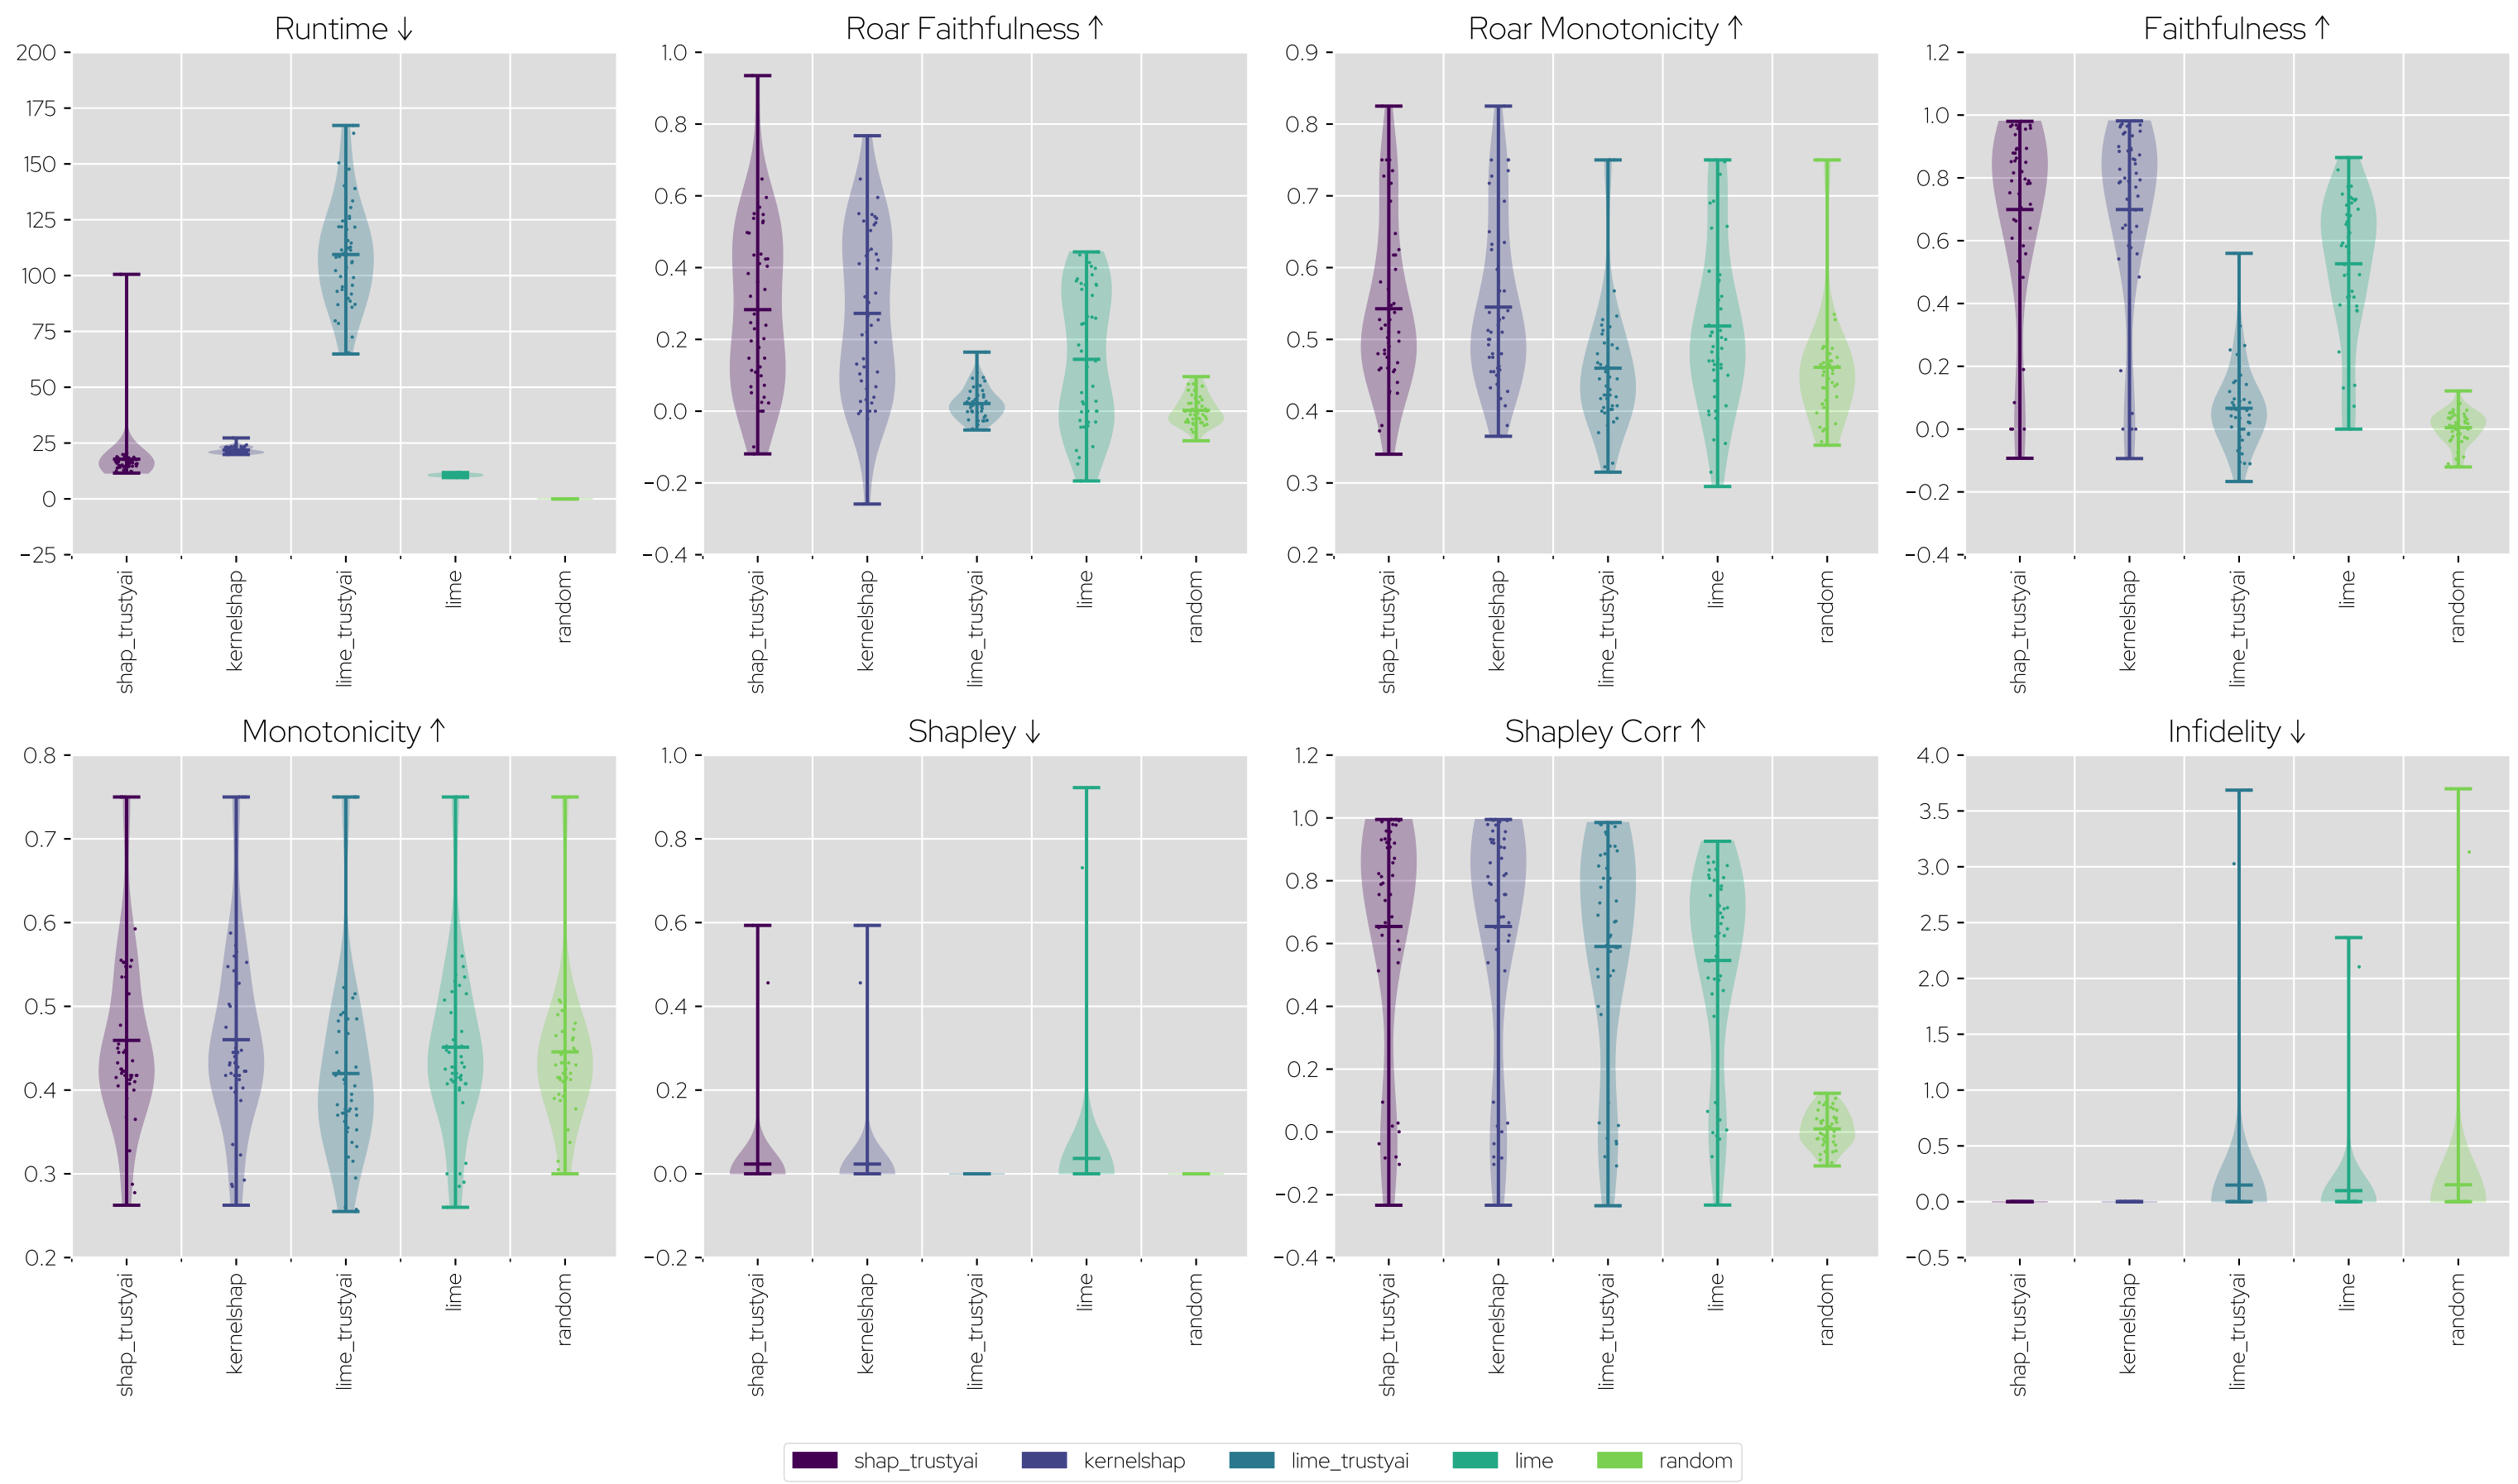 Runtime ↓
200
175
150
125
100
75
50
25
0
−25
shap_trustyai
kernelshap
lime_trustyai
lime
random
Roar Faithfulness ↑
1.0
0.8
0.6
0.4
0.2
0.0
−0.2
−0.4
shap_trustyai
kernelshap
lime_trustyai
lime
random
Roar Monotonicity ↑
0.9
0.8
0.7
0.6
0.5
0.4
0.3
0.2
shap_trustyai
kernelshap
lime_trustyai
lime
random
Faithfulness ↑
1.2
1.0
0.8
0.6
0.4
0.2
0.0
−0.2
−0.4
shap_trustyai
kernelshap
lime_trustyai
lime
random
Monotonicity ↑
0.8
0.7
0.6
0.5
0.4
0.3
0.2
shap_trustyai
kernelshap
lime_trustyai
lime
random
Shapley ↓
1.0
0.8
0.6
0.4
0.2
0.0
−0.2
shap_trustyai
kernelshap
lime_trustyai
lime
random
Shapley Corr ↑
1.2
1.0
0.8
0.6
0.4
0.2
0.0
−0.2
−0.4
shap_trustyai
kernelshap
lime_trustyai
lime
random
Infidelity ↓
4.0
3.5
3.0
2.5
2.0
1.5
1.0
0.5
0.0
−0.5
shap_trustyai
kernelshap
lime_trustyai
lime
random
shap_trustyai kernelshap lime_trustyai lime random